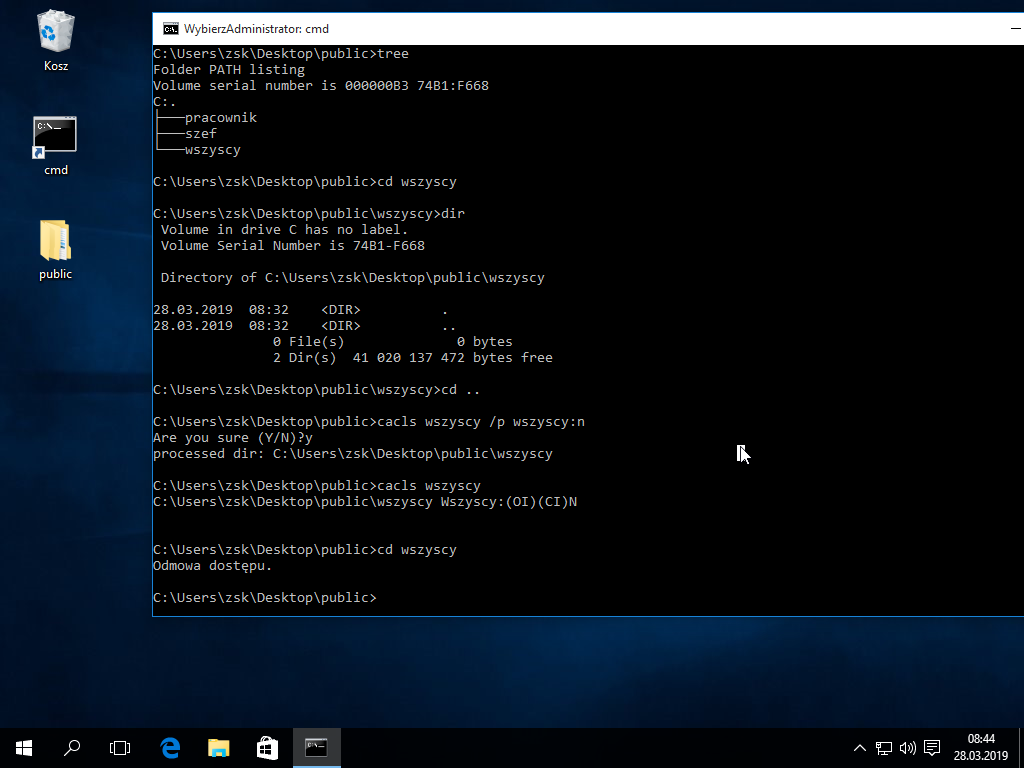 Kosz
cmd
public
WybierzAdministrator: cmd
C:\Users\zsk\Desktop\public>tree
Folder PATH listing
Volume serial number is 000000B3 74B1:F668
C:.
├───pracownik
├───szef
└───wszyscy
C:\Users\zsk\Desktop\public>cd wszyscy
C:\Users\zsk\Desktop\public\wszyscy>dir
 Volume in drive C has no label.
 Volume Serial Number is 74B1-F668
 Directory of C:\Users\zsk\Desktop\public\wszyscy
28.03.2019  08:32    <DIR>          .
28.03.2019  08:32    <DIR>          ..
               0 File(s)              0 bytes
               2 Dir(s)  41 020 137 472 bytes free
C:\Users\zsk\Desktop\public\wszyscy>cd ..
C:\Users\zsk\Desktop\public>cacls wszyscy /p wszyscy:n
Are you sure (Y/N)?y
processed dir: C:\Users\zsk\Desktop\public\wszyscy
C:\Users\zsk\Desktop\public>cacls wszyscy
C:\Users\zsk\Desktop\public\wszyscy Wszyscy:(OI)(CI)N
C:\Users\zsk\Desktop\public>cd wszyscy
Odmowa dostępu.
C:\Users\zsk\Desktop\public>
08:44
28.03.2019